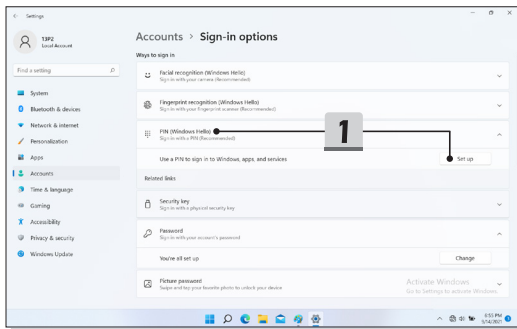 Settings
13P2
Local Account
Find a setting
System
Bluetooth & devices
Network & internet
Personalization
Apps
Accounts
Time & language
Gaming
Accessibility
Privacy & security
Windows Update
Accounts > Sign-in options
Ways to sign in
Facial recognition (Windows Hello)
Sign in with your camera (Recommended)
Fingerprint recognition (Windows Hello)
Sign in with your fingerprint scanner (Recommended)
PIN (Windows Hello)
Sign in with a PIN (Recommended)
1
Use a PIN to sign in to Windows, apps, and services
Set up
Related links
Security key
Sign in with a physical security key
Password
Sign in with your account's password
You're all set up
Change
Picture password
Swipe and tap your favorite photo to unlock your device
Activate Windows
Go to Settings to activate Windows.
6:55 PM
9/14/2021